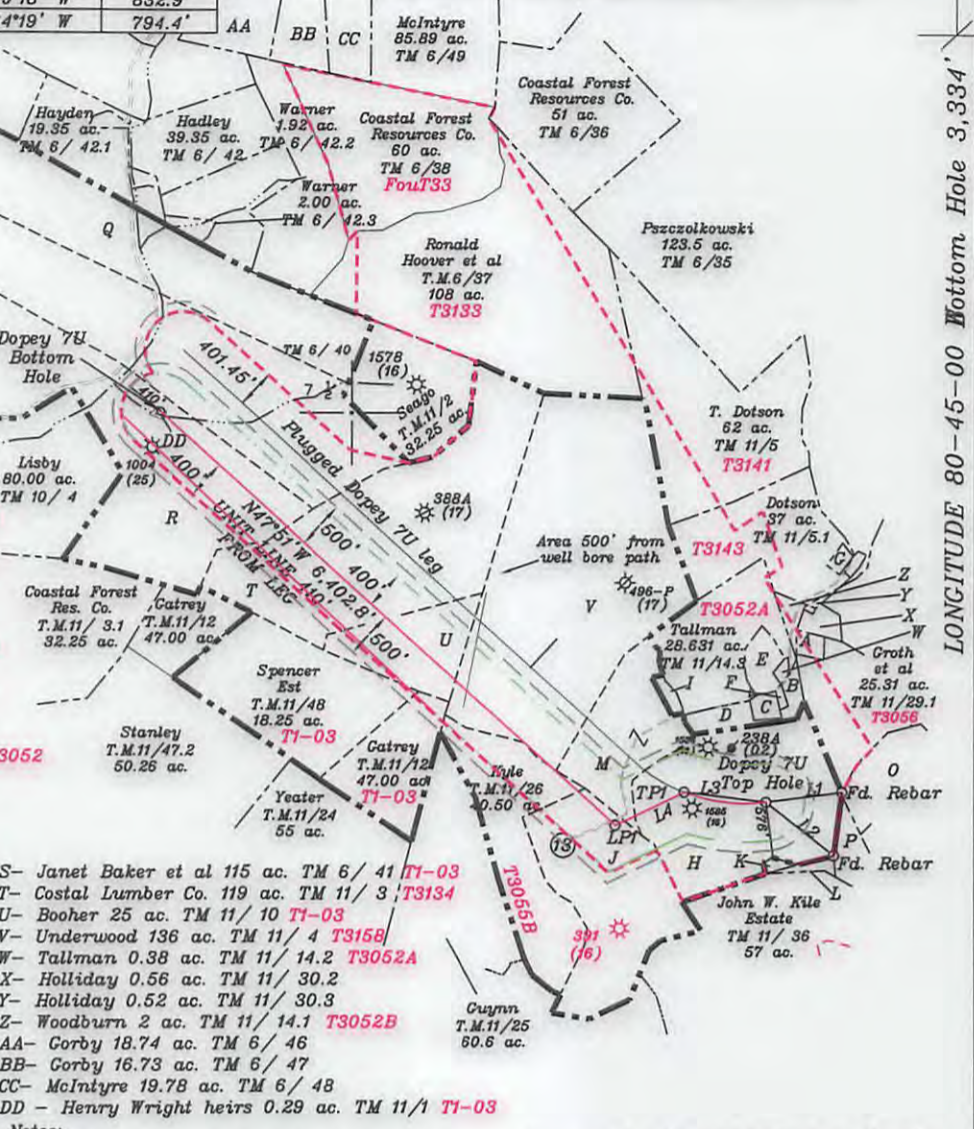 W 832.9'
4°19' W 794.4'
AA
BB
CC
McIntyre
85.89 ac.
TM 6/49
Coastal Forest
Resources Co.
51 ac.
TM 6/36
Hayden
19.35 ac.
TM 6/ 42.1
Hadley
39.35 ac.
TM 6/ 42
Warner
1.92 ac.
TM 6/ 42.2
Coastal Forest
Resources Co.
60 ac.
TM 6/38
FouT33
Warner
2.00 ac.
TM 6/ 42.3
Q
Ronald
Hoover et al
T.M.6/37
108 ac.
T3133
Pszczolkowski
123.5 ac.
TM 6/35
LONGITUDE 80-45-00 Bottom Hole 3,334'
Dopey 7U
Bottom
Hole
401.45'
TM 6/ 40
1578
(16)
Seago
T.M.11/2
32.25 ac.
410'
DD
1004
(25)
400'
Plugged Dopey 7U leg
T. Dotson
62 ac.
TM 11/5
T3141
Lisby
80.00 ac.
TM 10/ 4
R
388A
(17)
N47°51'W 6,402.8'
UNIT LINE 410'
FROM LEG
500'
400'
500'
Area 500' from
well bore path
Dotson
37 ac.
TM 11/5.1
T3143
G
496-P
(17)
V
T3052A
Z
Y
X
W
Coastal Forest
Res. Co.
T.M.11/ 3.1
32.25 ac.
Gatrey
T.M.11/12
47.00 ac.
T
U
Tallman
28.631 ac.
TM 11/14.3
E
A
I
F
B
C
D
Groth
et al
25.31 ac.
TM 11/29.1
T3056
Spencer
Est
T.M.11/48
18.25 ac.
T1-03
3052
Stanley
T.M.11/47.2
50.26 ac.
Gatrey
T.M.11/12
47.00 ac
T1-03
Z
238A
(02)
M
Kyle
T.M.11/26
0.50 ac.
Dopey 7U
Top Hole
O
TP1
L3
L1
Fd. Rebar
L4
1585
676'
L2
P
LP1
Yeater
T.M.11/24
55 ac.
13
J
H
K
Fd. Rebar
L
T3055B
391
(16)
John W. Kile
Estate
TM 11/ 36
57 ac.
Guynn
T.M.11/25
60.6 ac.
S- Janet Baker et al 115 ac. TM 6/ 41 T1-03
T- Costal Lumber Co. 119 ac. TM 11/ 3 T3134
U- Booher 25 ac. TM 11/ 10 T1-03
V- Underwood 136 ac. TM 11/ 4 T3158
W- Tallman 0.38 ac. TM 11/ 14.2 T3052A
X- Holliday 0.56 ac. TM 11/ 30.2
Y- Holliday 0.52 ac. TM 11/ 30.3
Z- Woodburn 2 ac. TM 11/ 14.1 T3052B
AA- Gorby 18.74 ac. TM 6/ 46
BB- Gorby 16.73 ac. TM 6/ 47
CC- McIntyre 19.78 ac. TM 6/ 48
DD - Henry Wright heirs 0.29 ac. TM 11/1 T1-03